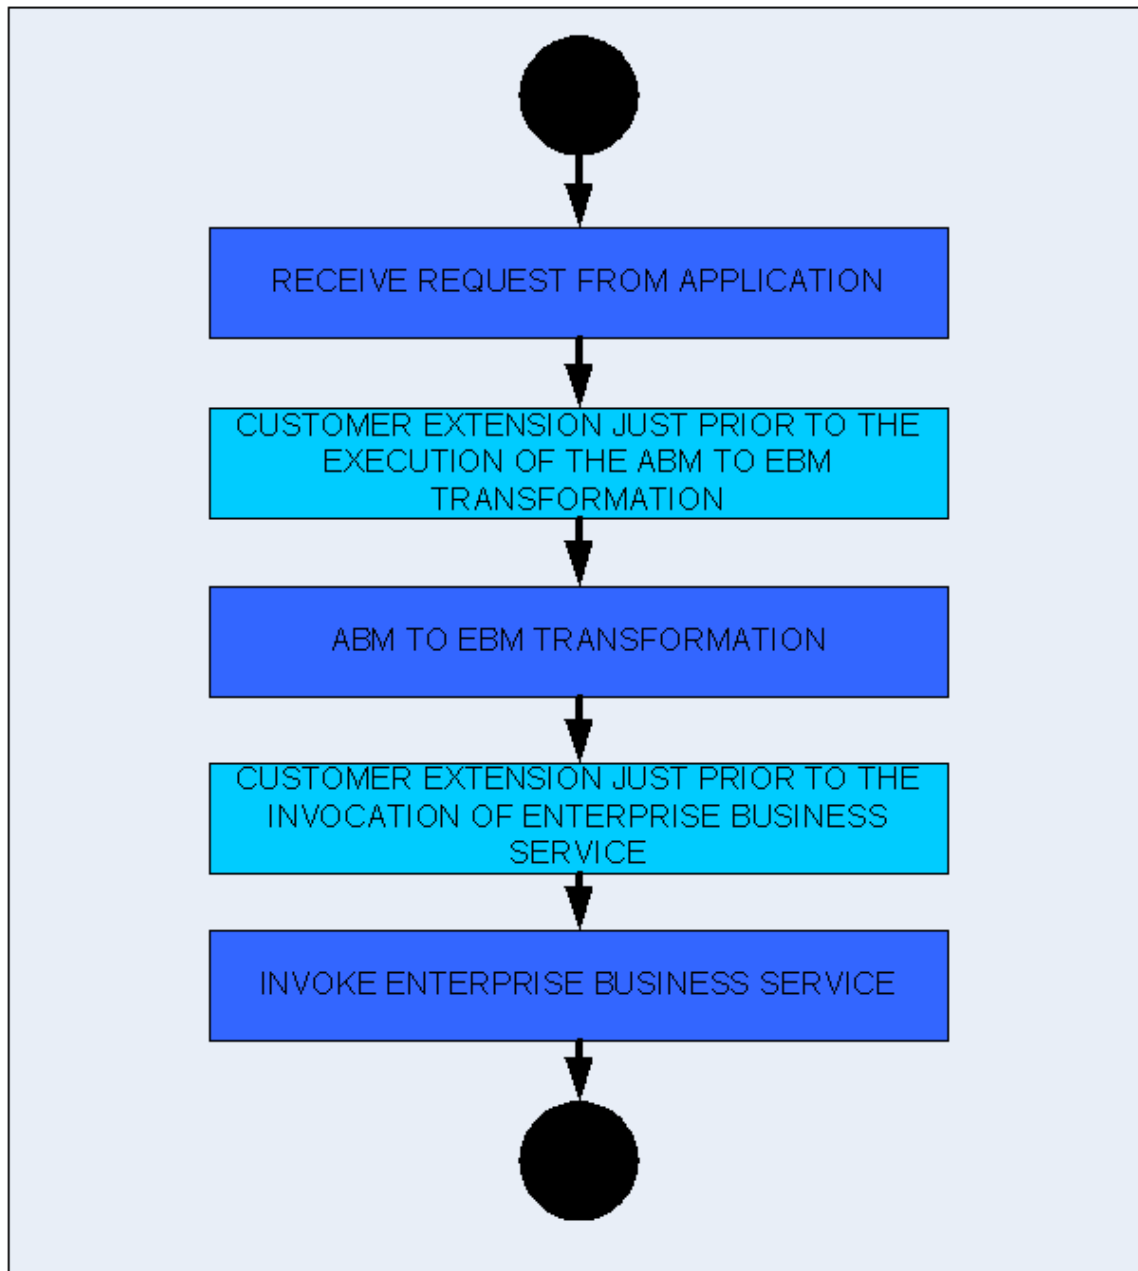 RECEIVE REQUEST FROM APPLICATION
CUSTOMER EXTENSION JUST PRIOR TO THE
EXECUTION OF THE ABM TO EBM
TRANSFORMATION
ABM TO EBM TRANSFORMATION
CUSTOMER EXTENSION JUST PRIOR TO THE
INVOCATION OF ENTERPRISE BUSINESS
SERVICE
INVOKE ENTERPRISE BUSINESS SERVICE